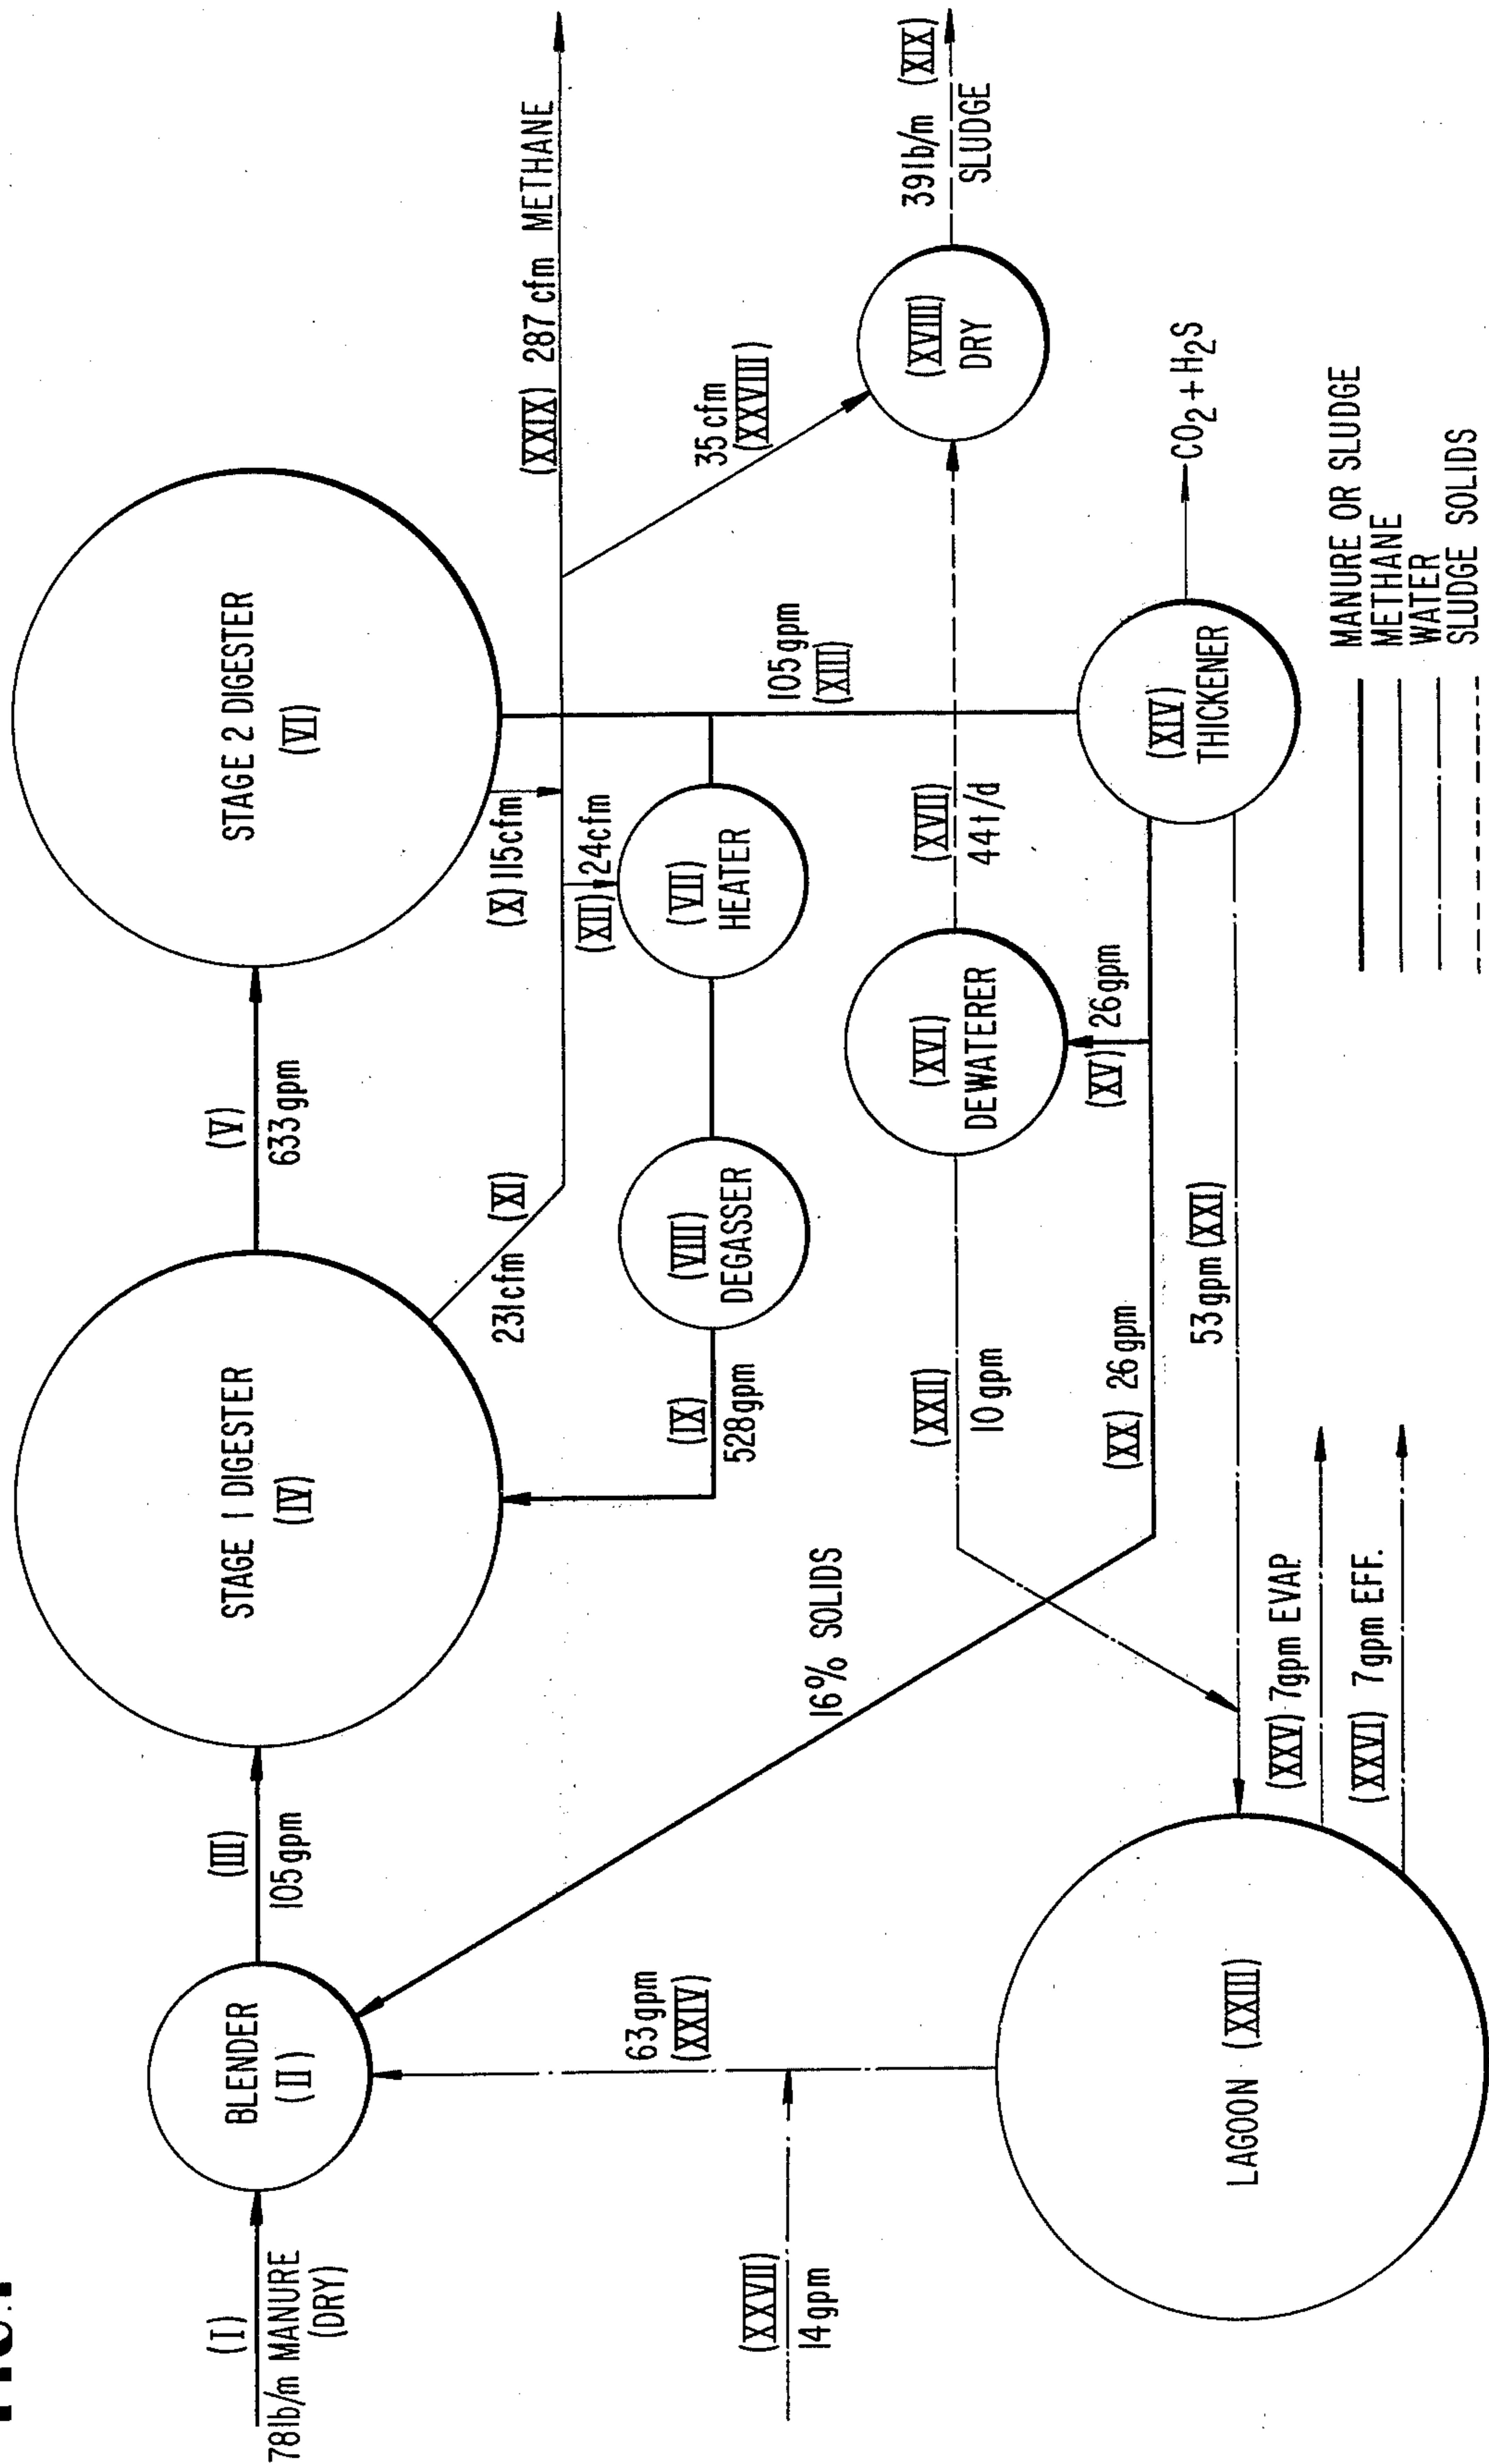 STAGE 1 DIGESTER
(IV)
STAGE 2 DIGESTER
(VI)
BLENDER
(II)
(I)
78lb/m MANURE
(DRY)
(III)
105gpm
(V)
633gpm
(XI)
231cfm
(X) 115cfm
(XII) 24cfm
(XXIX) 287 cfm METHANE
35cfm
(XXVIII)
(VII)
HEATER
(VIII)
DEGASSER
(IX)
528gpm
105gpm
(XIII)
(XVIII)
DRY
39lb/m (XIX)
SLUDGE
(XVII)
44t/d
(XVI)
DEWATERER
(XV) 26gpm
(XIV)
THICKENER
CO2 + H2S
(XXII)
10gpm
(XX) 26gpm
53gpm (XXI)
16% SOLIDS
63gpm
(XXIV)
(XXVII)
14gpm
LAGOON (XXIII)
(XXV) 7gpm EVAP.
(XXVI) 7gpm EFF.
MANURE OR SLUDGE
METHANE
WATER
SLUDGE SOLIDS